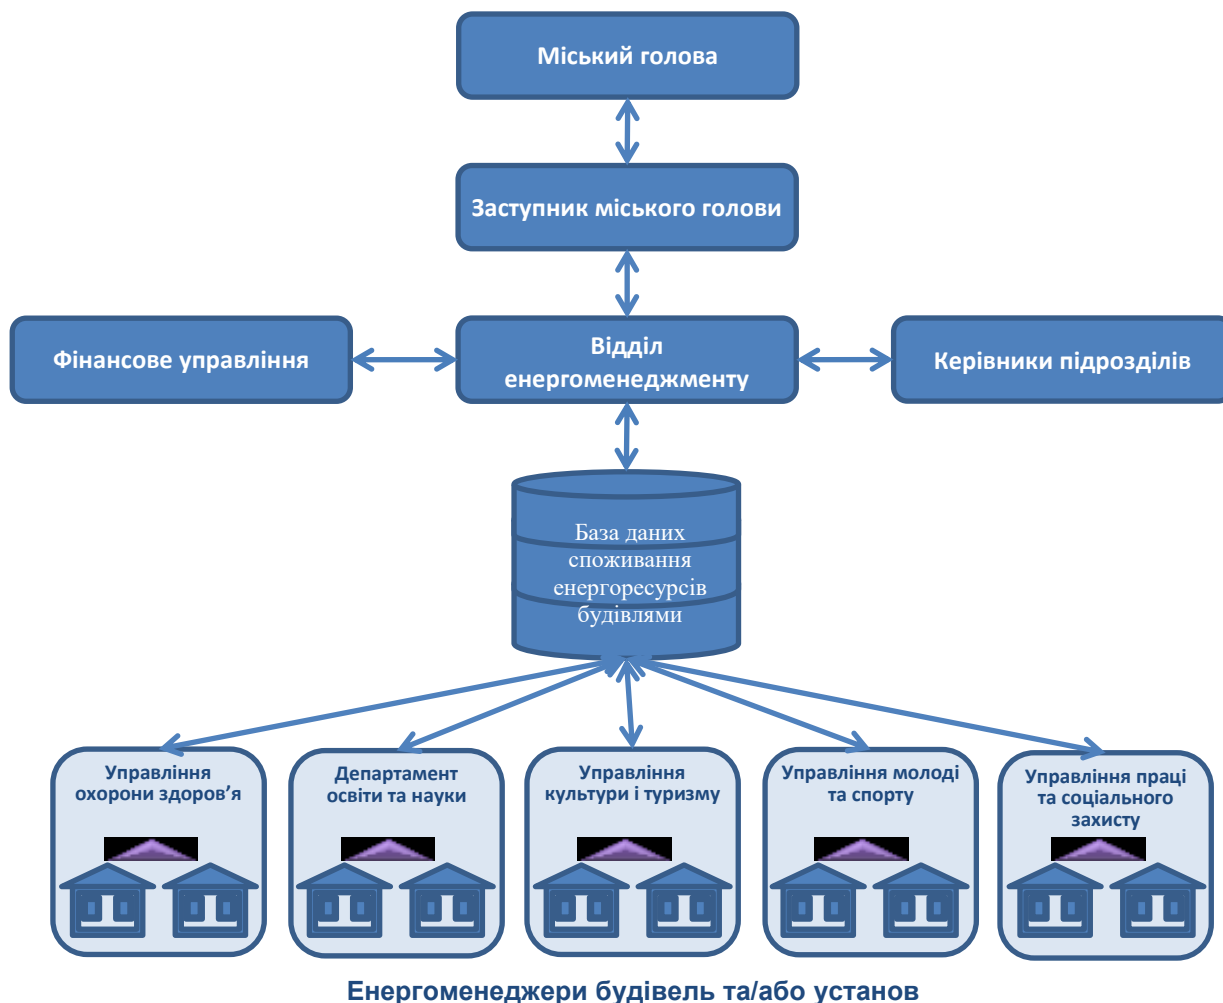 Міський голова
Заступник міського голови
Фінансове управління
Відділ
енергоменеджменту
Керівники підрозділів
База даних
споживання
енергоресурсів
будівлями
Управління
охорони здоров’я
Департамент
освіти та науки
Управління
культури і туризму
Управління молоді
та спорту
Управління праці
та соціального
захисту
Енергоменеджери будівель та/або установ